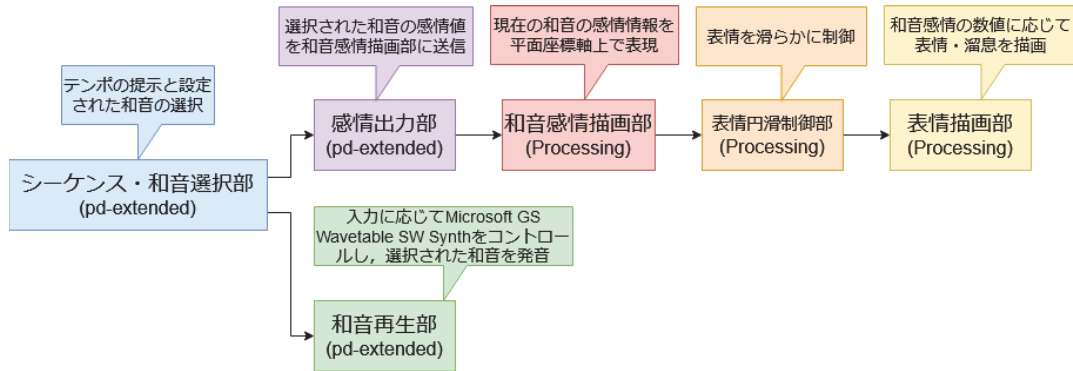 選択された和音の感情値
を和音感情描画部に送信
現在の和音の感情情報を
平面座標軸上で表現
表情を滑らかに制御
和音感情の数値に応じて
表情・溜息を描画
テンポの提示と設定
された和音の選択
感情出力部
(pd-extended)
和音感情描画部
(Processing)
表情円滑制御部
(Processing)
表情描画部
(Processing)
シーケンス・和音選択部
(pd-extended)
入力に応じてMicrosoft GS
Wavetable SW Synthをコントロー
ルし，選択された和音を発音
和音再生部
(pd-extended)